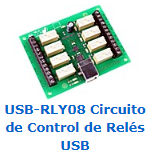 USB-RLY08 Circuito
de Control de Relés
USB